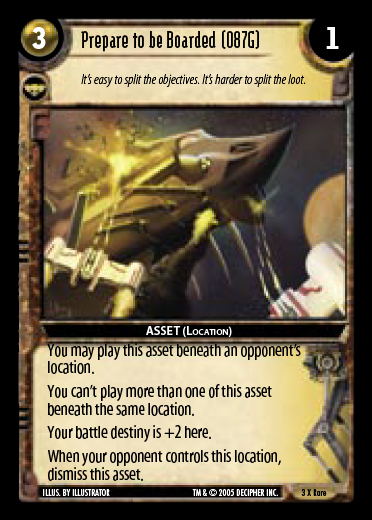 3
Prepare to be Boarded (087G)
1
It's easy to split the objectives. It's harder to split the loot.
ASSET (LOCATION)
You may play this asset beneath an opponent's
location.
You can't play more than one of this asset
beneath the same location.
Your battle destiny is +2 here.
When your opponent controls this location,
dismiss this asset.
ILLUS. BY ILLUSTRATOR
TM & © 2005 DECIPHER INC.
3 X Rare